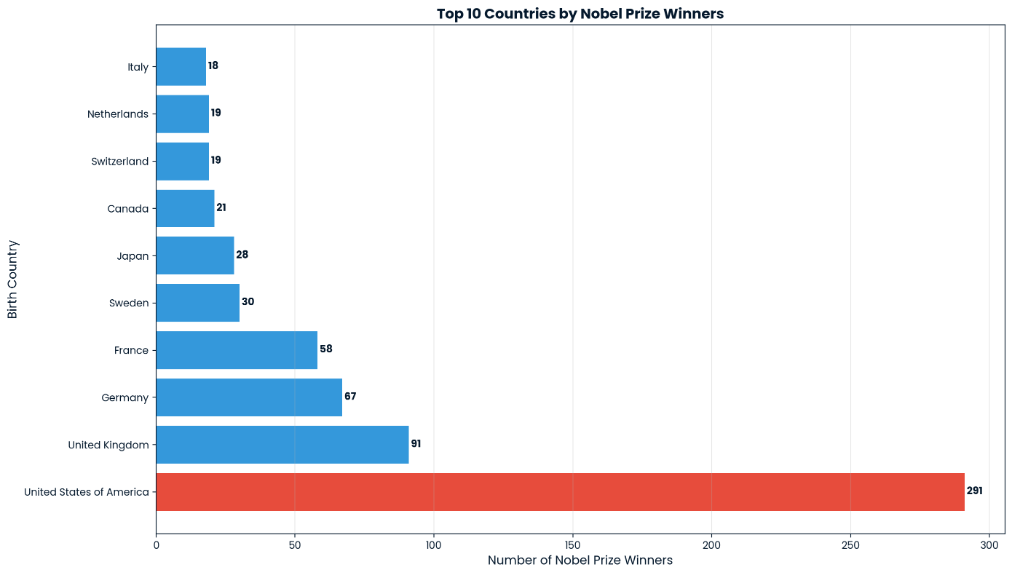 Top 10 Countries by Nobel Prize Winners
Birth Country
Italy 18
Netherlands 19
Switzerland 19
Canada 21
Japan 28
Sweden 30
France 58
Germany 67
United Kingdom 91
United States of America 291
0 50 100 150 200 250 300
Number of Nobel Prize Winners